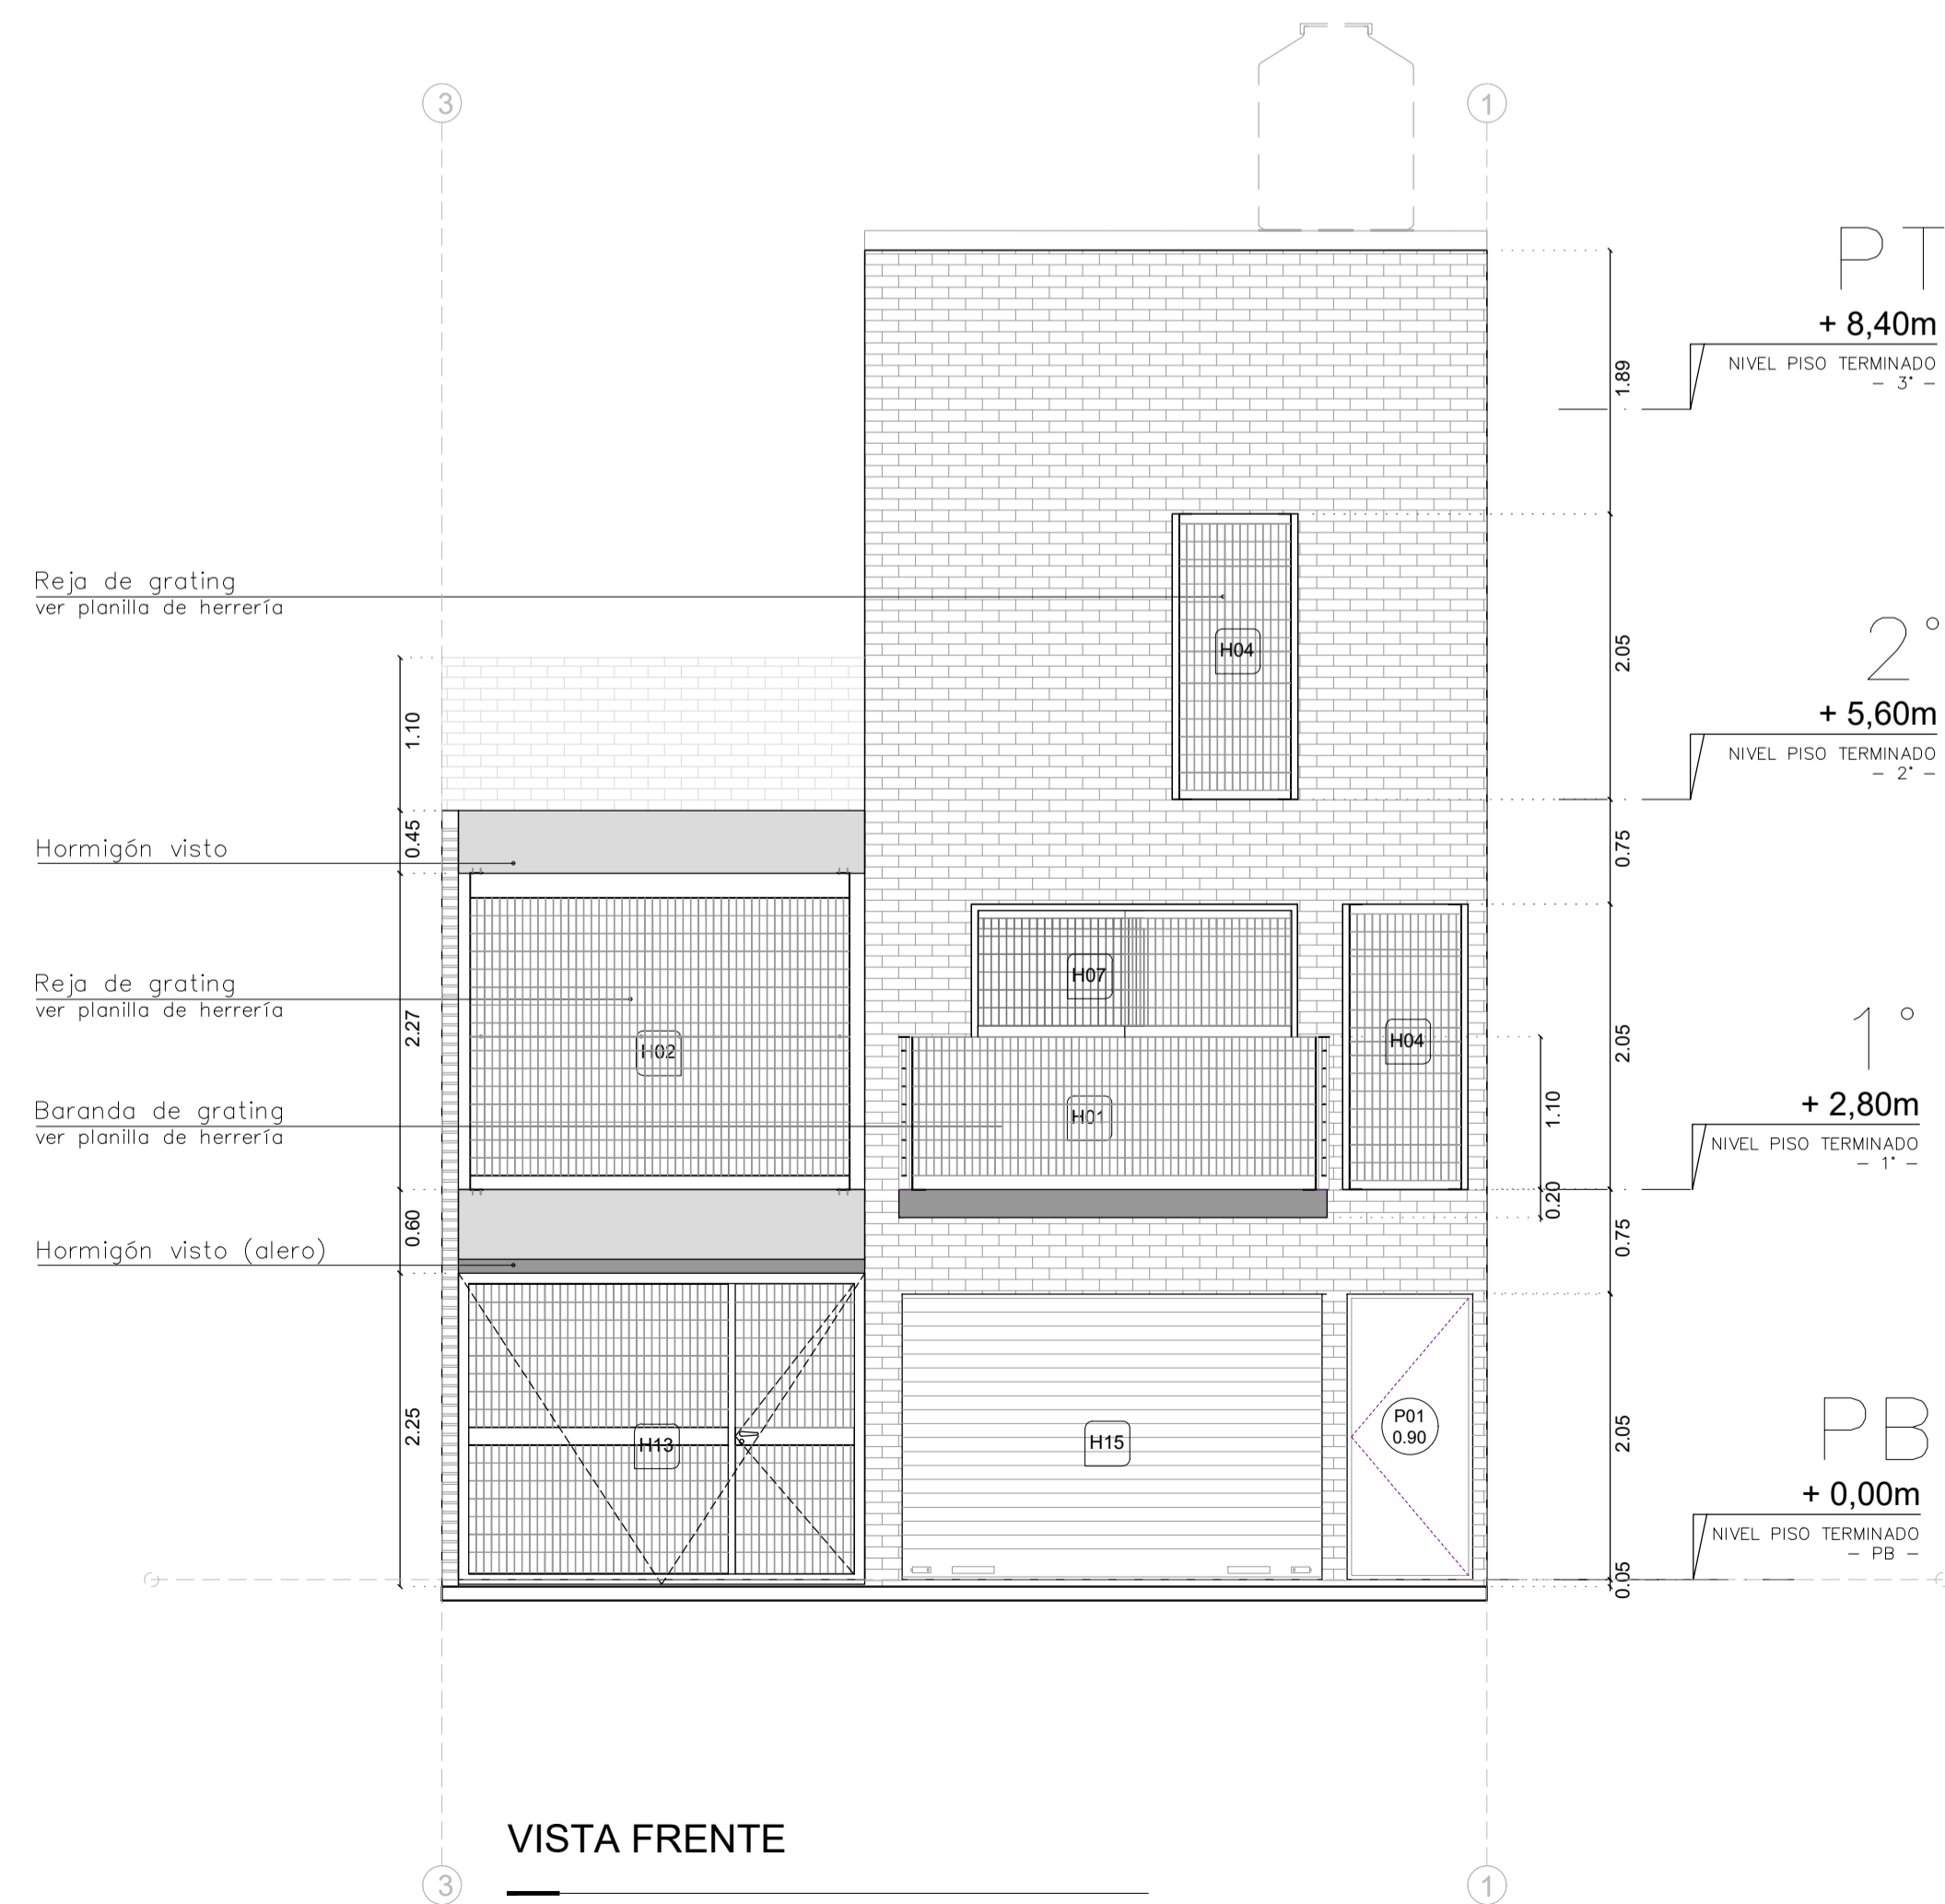 3
1
PT
+ 8,40m
NIVEL PISO TERMINADO
- 3° -
1.89
Reja de grating
ver planilla de herrería
H04
2.05
2°
+ 5,60m
NIVEL PISO TERMINADO
- 2° -
1.10
0.45
0.75
Hormigón visto
Reja de grating
ver planilla de herrería
2.27
H02
H07
H04
2.05
1°
+ 2,80m
NIVEL PISO TERMINADO
- 1° -
Baranda de grating
ver planilla de herrería
H01
1.10
0.20
0.60
0.75
Hormigón visto (alero)
2.25
H13
H15
P01
0.90
2.05
PB
+ 0,00m
NIVEL PISO TERMINADO
- PB -
0.05
VISTA FRENTE
3
1